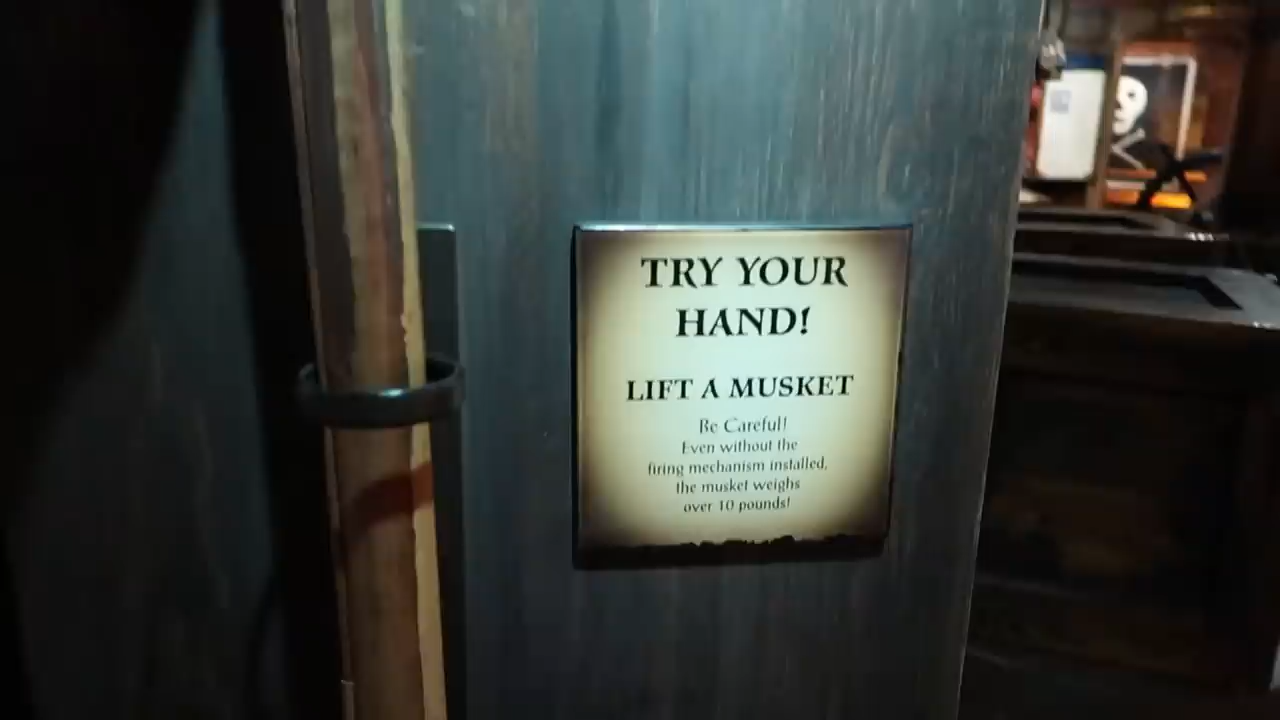 TRY YOUR
HAND!
LIFT A MUSKET
Be Careful!
Even without the
firing mechanism installed,
the musket weighs
over 10 pounds!